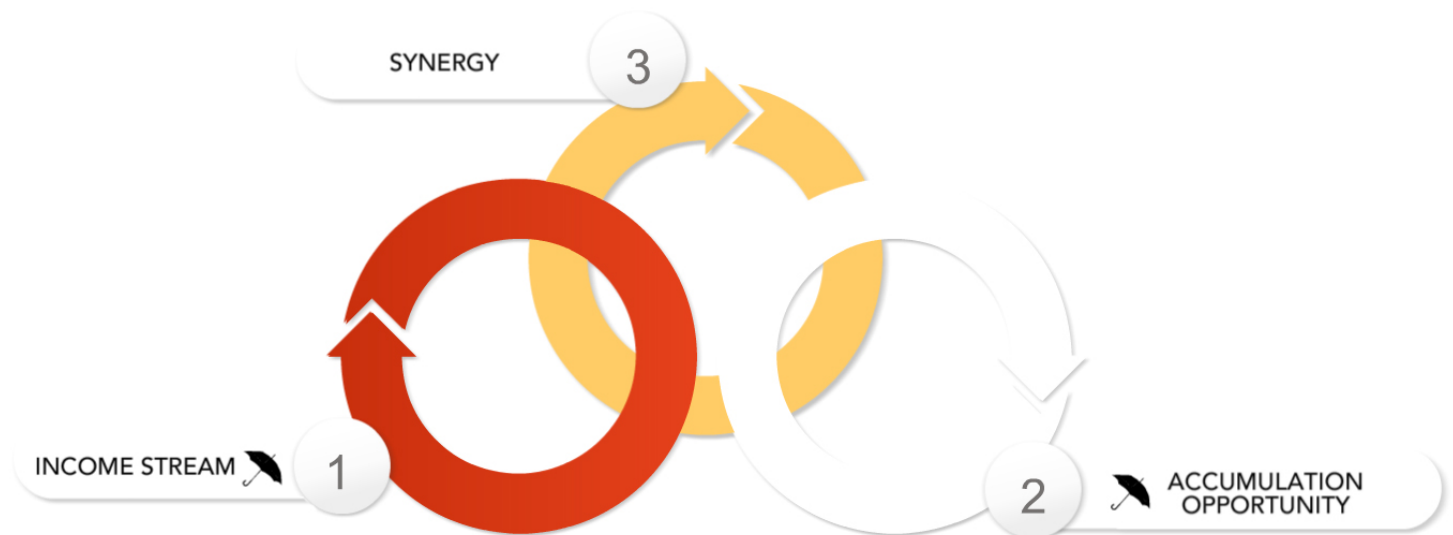 SYNERGY
3
INCOME STREAM
1
2
ACCUMULATION
OPPORTUNITY